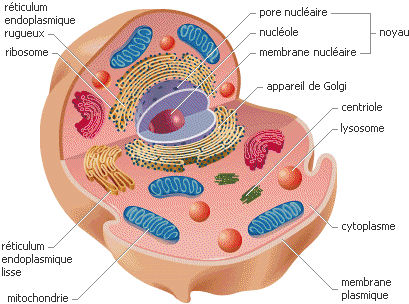 réticulum
endoplasmique
rugueux
ribosome
pore nucléaire
nucléole
membrane nucléaire
noyau
appareil de Golgi
centriole
lysosome
cytoplasme
membrane
plasmique
réticulum
endoplasmique
lisse
mitochondrie